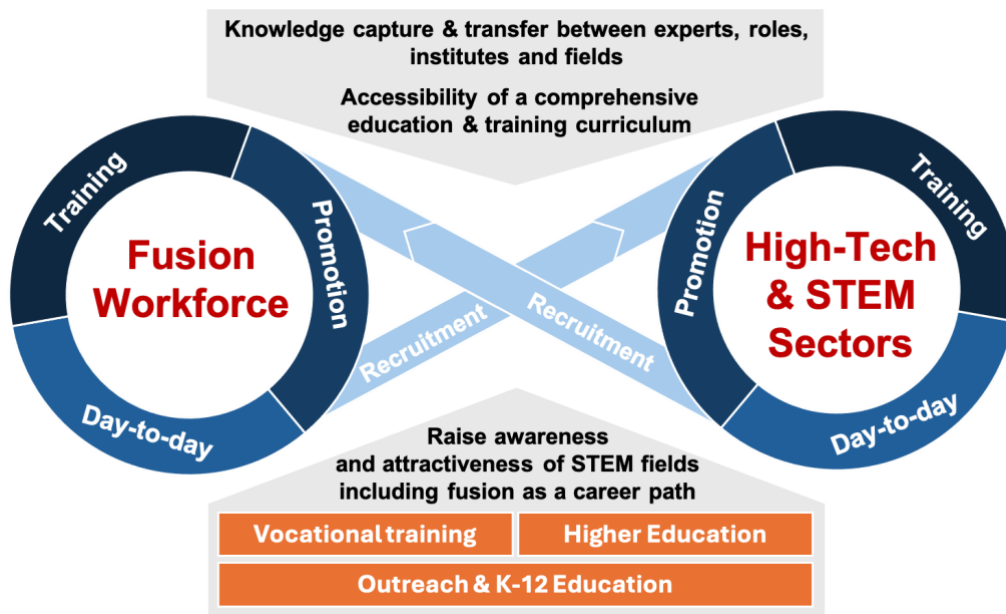 Knowledge capture & transfer between experts, roles,
institutes and fields
Accessibility of a comprehensive
education & training curriculum
Training
Promotion
Day-to-day
Fusion
Workforce
Recruitment
Recruitment
Promotion
Training
Day-to-day
High-Tech
& STEM
Sectors
Raise awareness
and attractiveness of STEM fields
including fusion as a career path
Vocational training
Higher Education
Outreach & K-12 Education